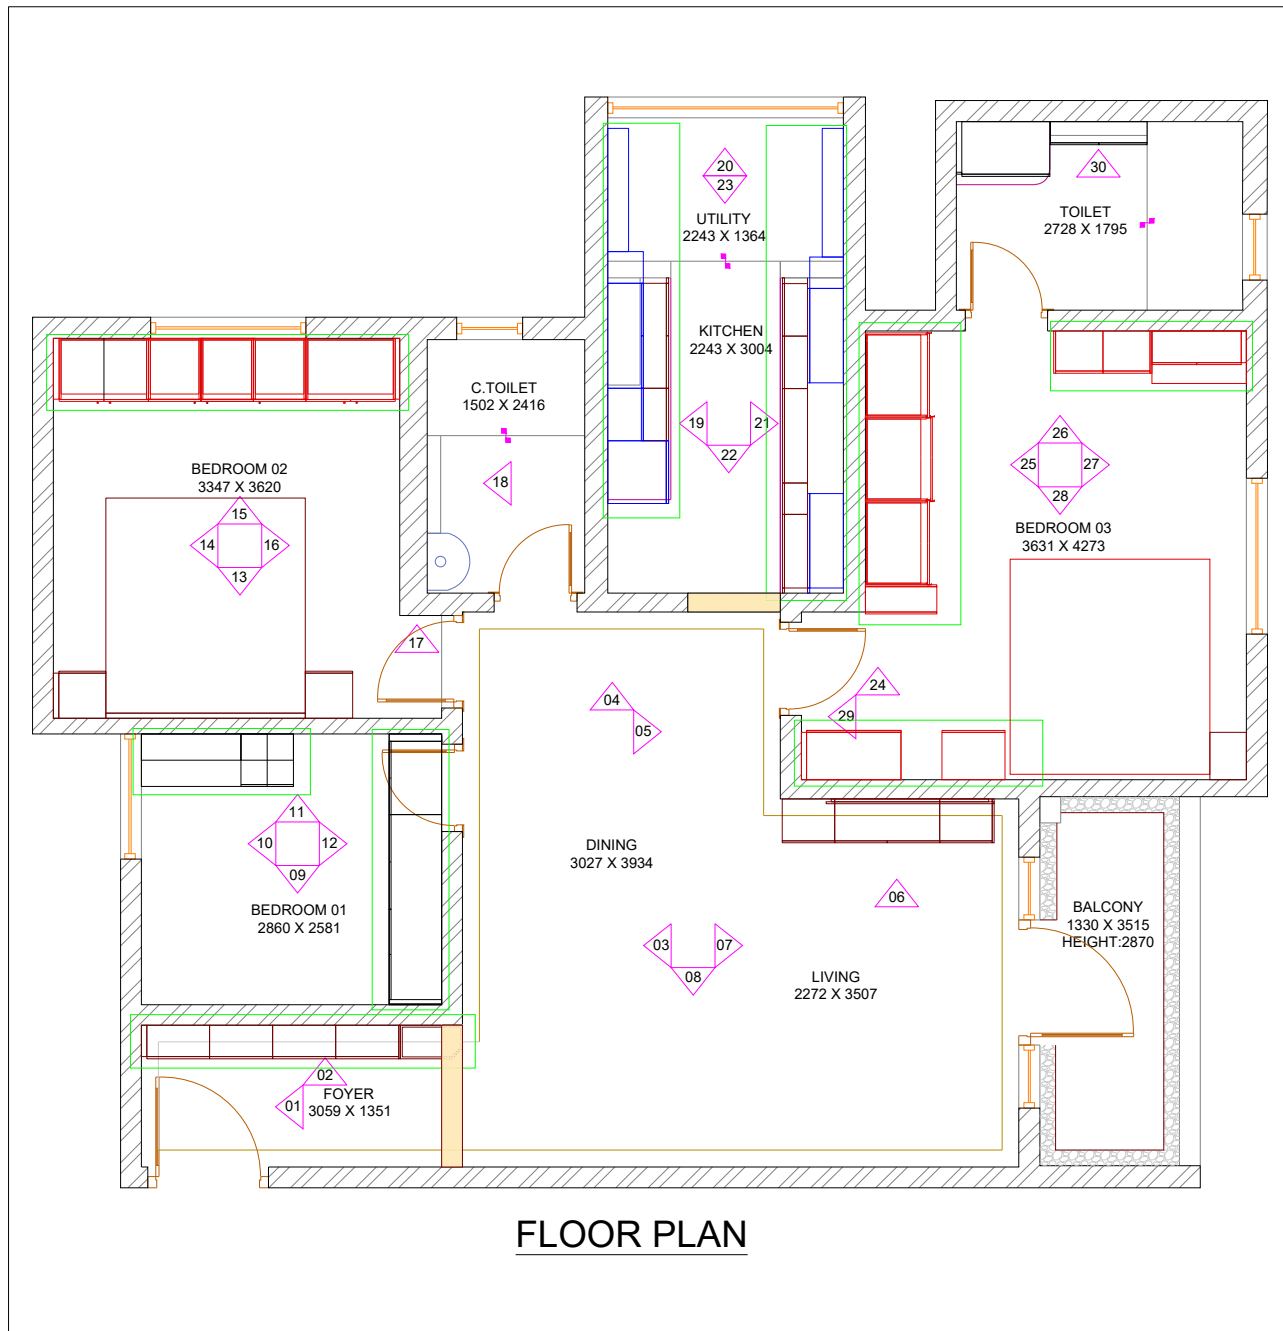 20
23
UTILITY
2243 X 1364
30
TOILET
2728 X 1795
KITCHEN
2243 X 3004
C.TOILET
1502 X 2416
19
21
22
18
26
25
27
28
BEDROOM 03
3631 X 4273
BEDROOM 02
3347 X 3620
15
14
16
13
17
04
05
24
29
11
10
12
09
BEDROOM 01
2860 X 2581
DINING
3027 X 3934
06
03
07
08
LIVING
2272 X 3507
BALCONY
1330 X 3515
HEIGHT:2870
02
01
FOYER
3059 X 1351
FLOOR PLAN